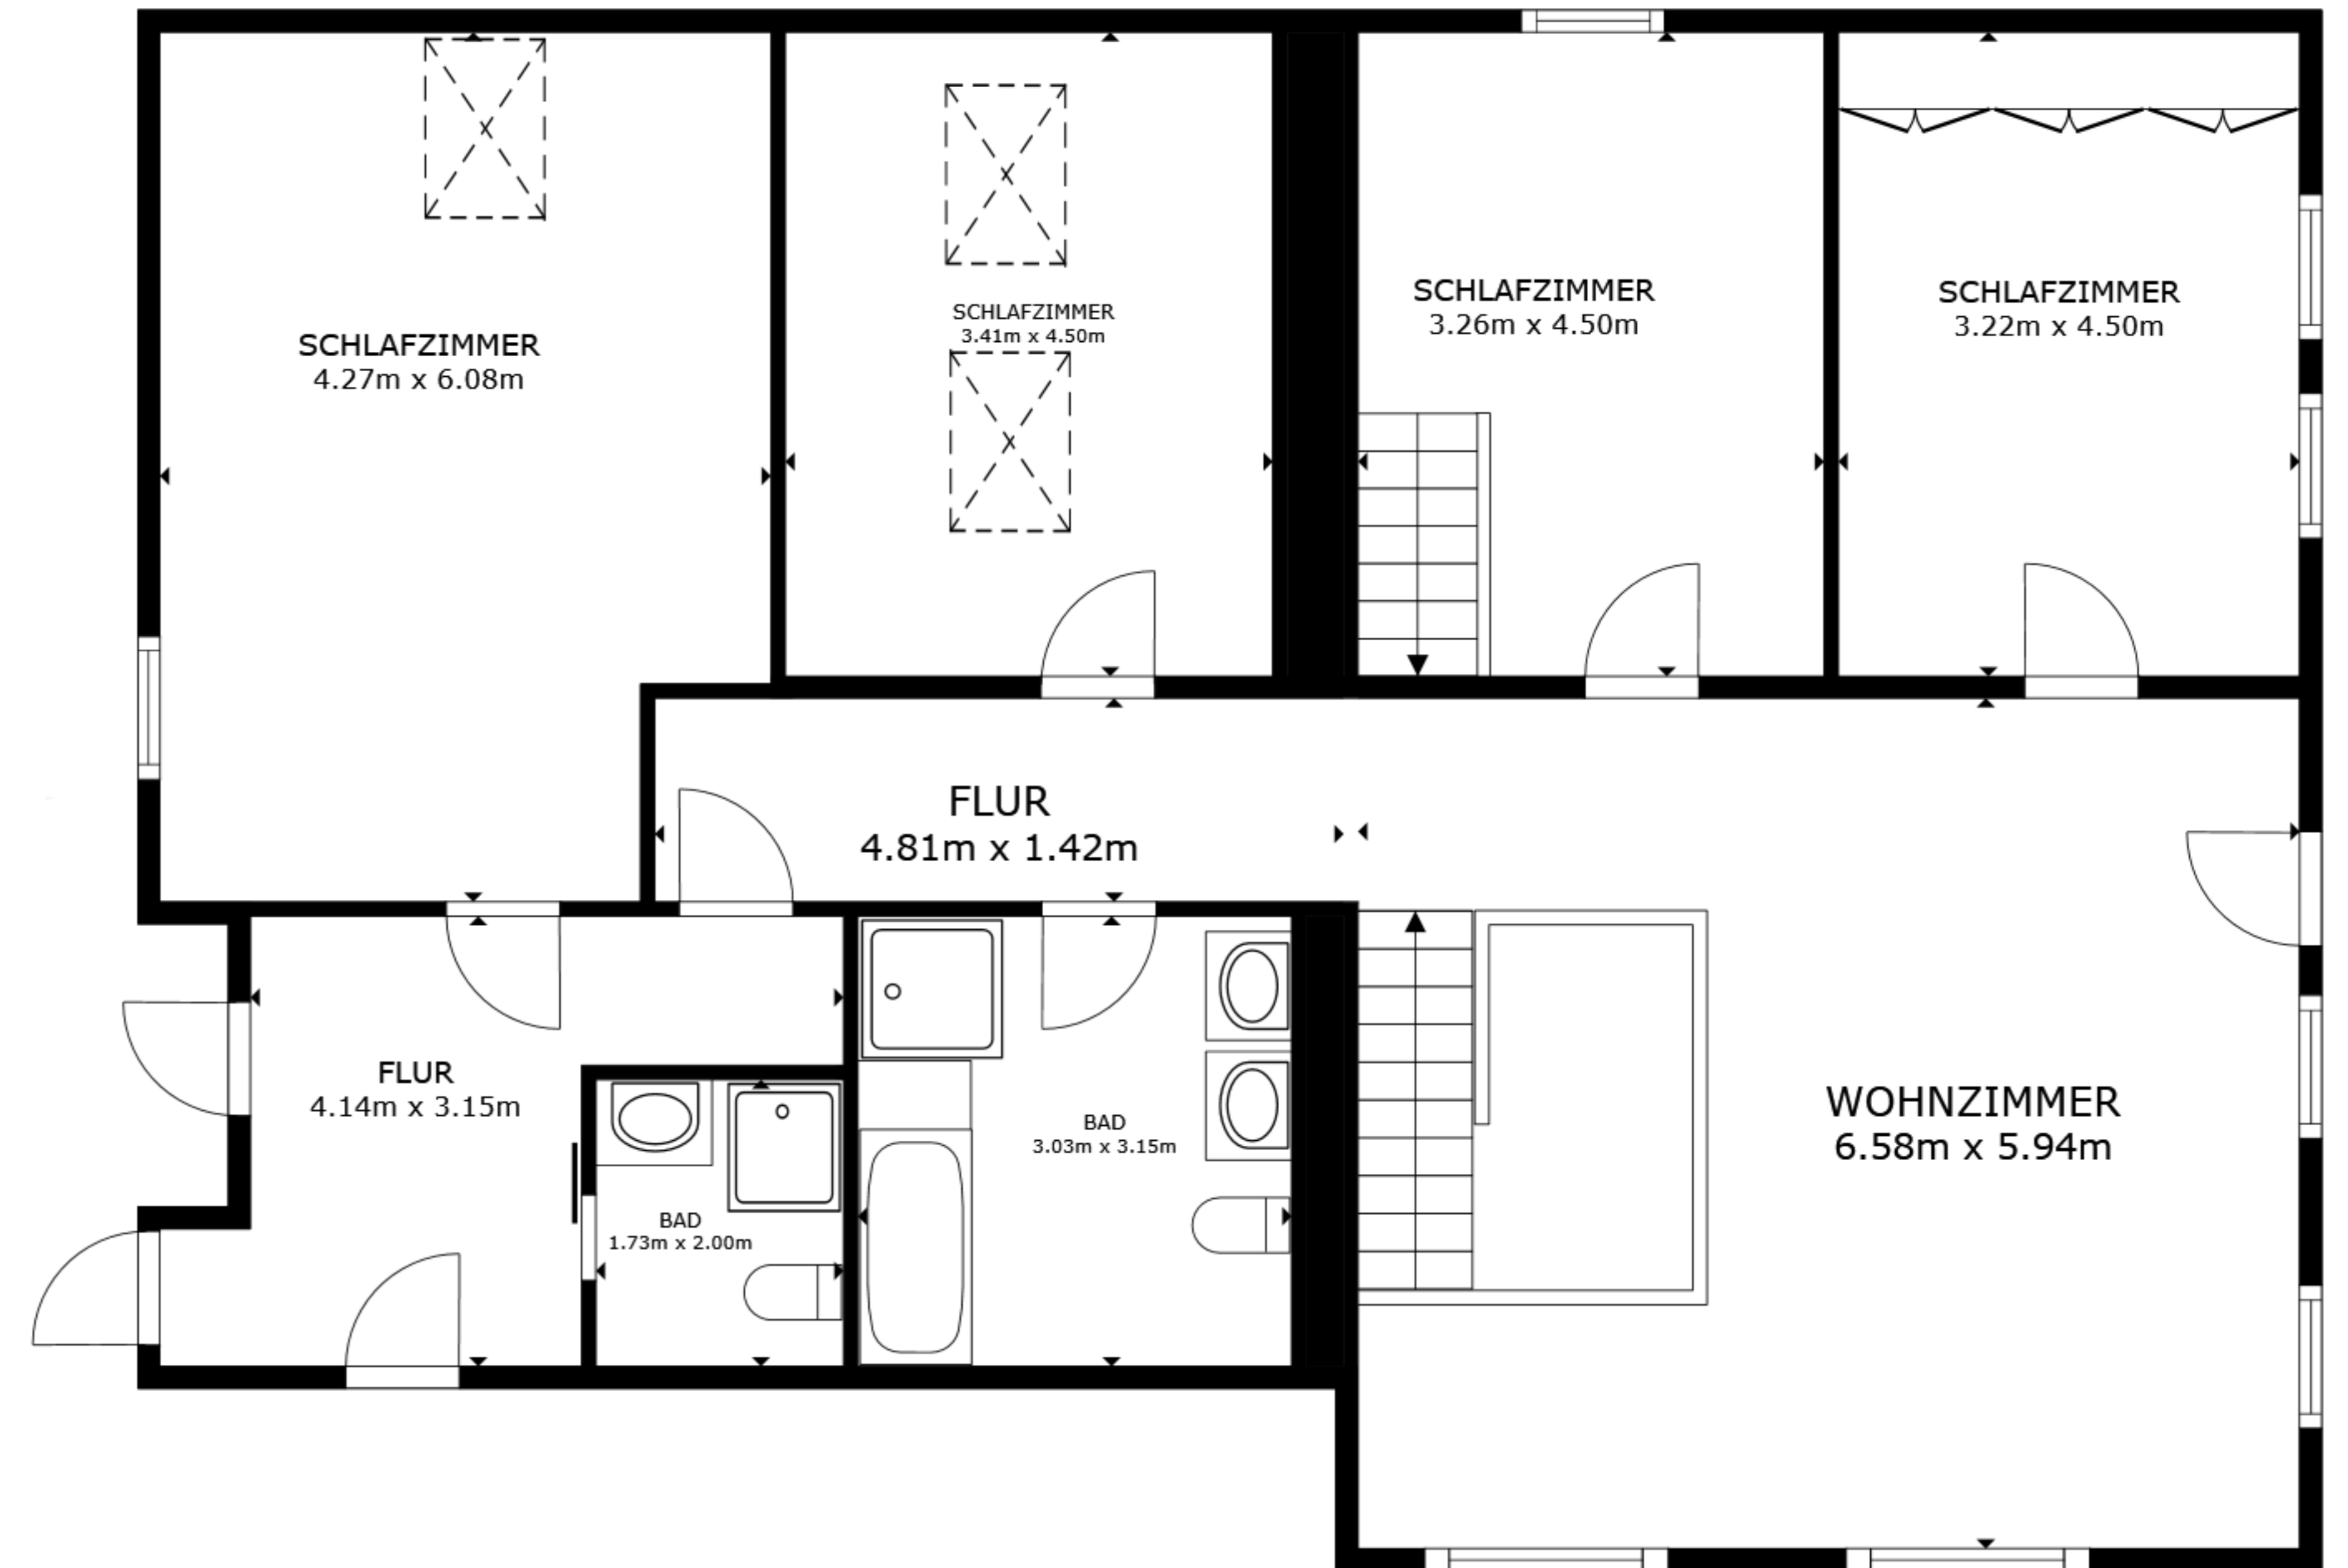 SCHLAFZIMMER
4.27m x 6.08m
SCHLAFZIMMER
3.41m x 4.50m
SCHLAFZIMMER
3.26m x 4.50m
SCHLAFZIMMER
3.22m x 4.50m
FLUR
4.81m x 1.42m
FLUR
4.14m x 3.15m
BAD
1.73m x 2.00m
BAD
3.03m x 3.15m
WOHNZIMMER
6.58m x 5.94m